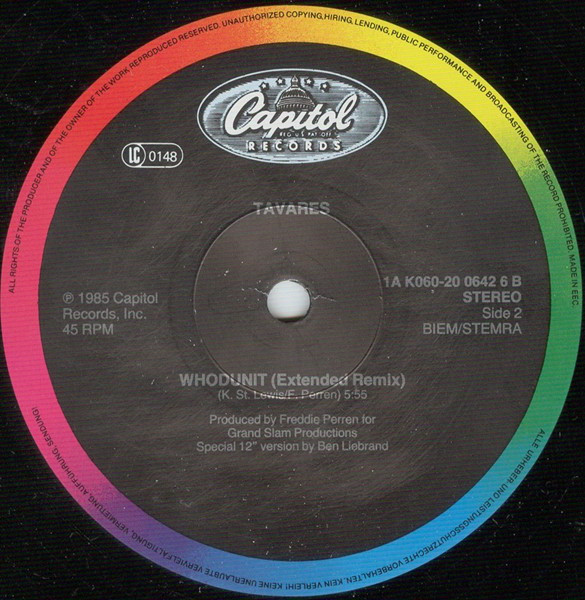 ALL RIGHTS OF THE PRODUCER AND OF THE OWNER OF THE WORK REPRODUCED RESERVED. UNAUTHORIZED COPYING, HIRING, LENDING, PUBLIC PERFORMANCE AND BROADCASTING OF THE RECORD PROHIBITED. MADE IN EEC.
Capitol
REG. U.S. PAT. OFF.
RECORDS
LC 0148
TAVARES
℗ 1985 Capitol
Records, Inc.
45 RPM
1A K060-20 0642 6 B
STEREO
Side 2
BIEM/STEMRA
WHODUNIT (Extended Remix)
(K. St. Lewis/F. Perren) 5:55
Produced by Freddie Perren for
Grand Slam Productions
Special 12" version by Ben Liebrand
ALLE URHEBER- UND LEISTUNGSSCHUTZRECHTE VORBEHALTEN. KEIN VERLEIH! KEINE UNERLAUBTE VERVIELFÄLTIGUNG, VERMIETUNG, AUFFÜHRUNG, SENDUNG!